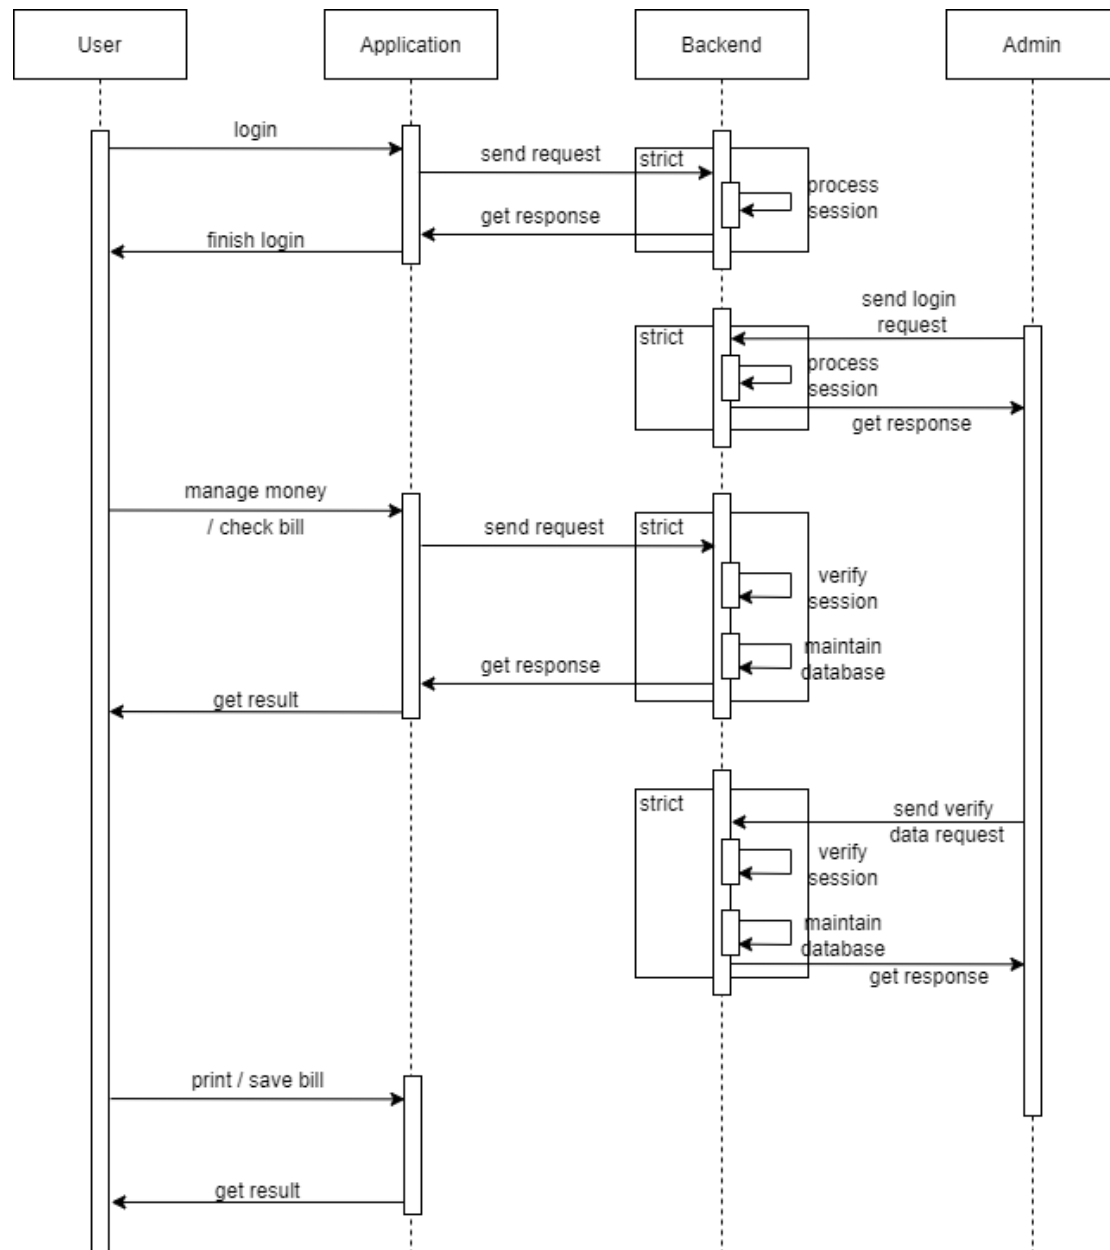 User
Application
Backend
Admin
login
send request
strict
process
session
get response
finish login
send login
request
strict
process
session
get response
manage money
/ check bill
send request
strict
verify
session
maintain
database
get response
get result
strict
send verify
data request
verify
session
maintain
database
get response
print / save bill
get result